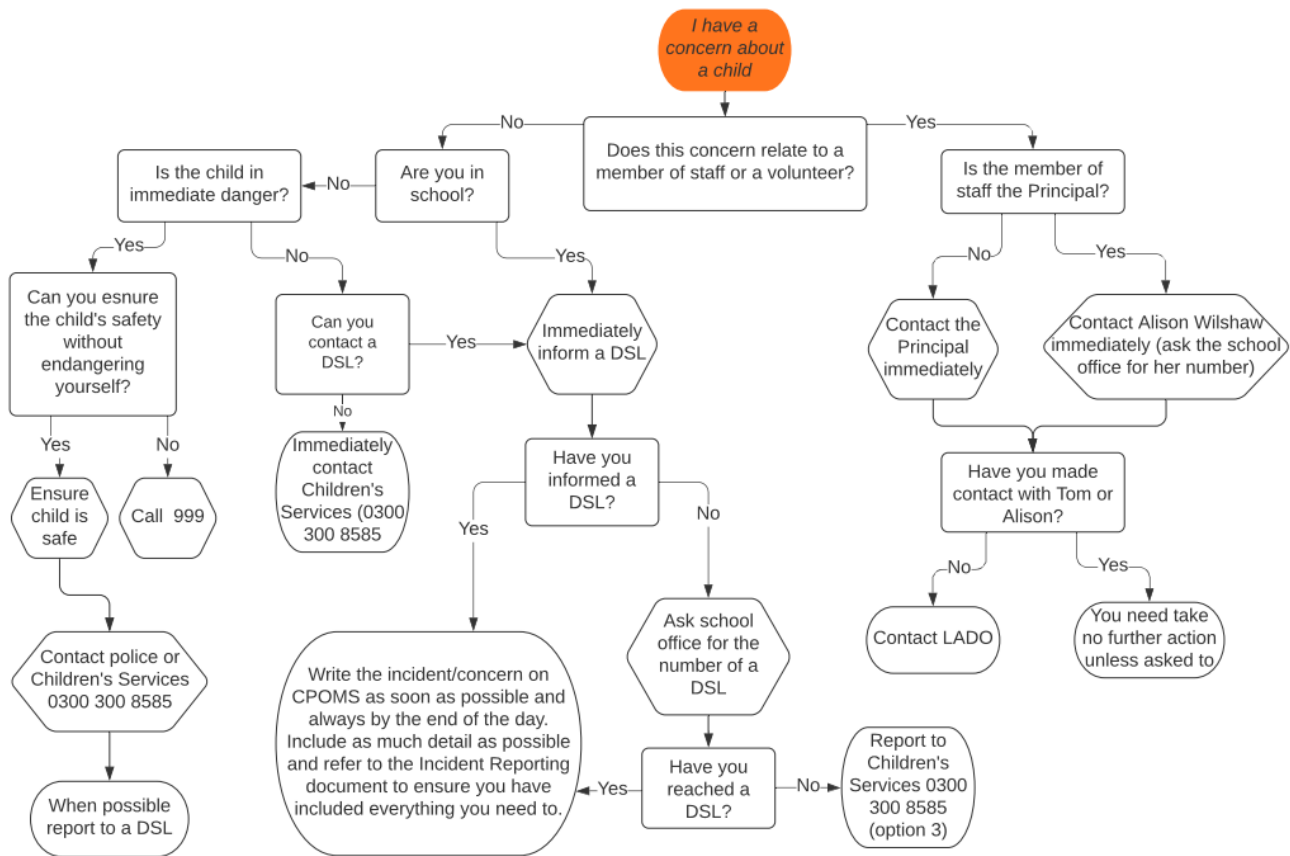 I have a
concern about
a child
No
Yes
Does this concern relate to a
member of staff or a volunteer?
Is the child in
immediate danger?
No
Are you in
school?
Is the member of
staff the Principal?
Yes
No
Yes
No
Yes
Can you esnure
the child's safety
without
endangering
yourself?
Can you
contact a
DSL?
Yes
Immediately
inform a DSL
Contact the
Principal
immediately
Contact Alison Wilshaw
immediately (ask the school
office for her number)
No
Yes
No
Immediately
contact
Children's
Services (0300
300 8585
Have you
informed a
DSL?
Have you made
contact with Tom or
Alison?
Ensure
child is
safe
Call 999
Yes
No
No
Yes
Contact police or
Children's Services
0300 300 8585
Write the incident/concern on
CPOMS as soon as possible and
always by the end of the day.
Include as much detail as possible
and refer to the Incident Reporting
document to ensure you have
included everything you need to.
Ask school
office for the
number of a
DSL
Contact LADO
You need take
no further action
unless asked to
When possible
report to a DSL
Yes
Have you
reached a
DSL?
No
Report to
Children's
Services 0300
300 8585
(option 3)